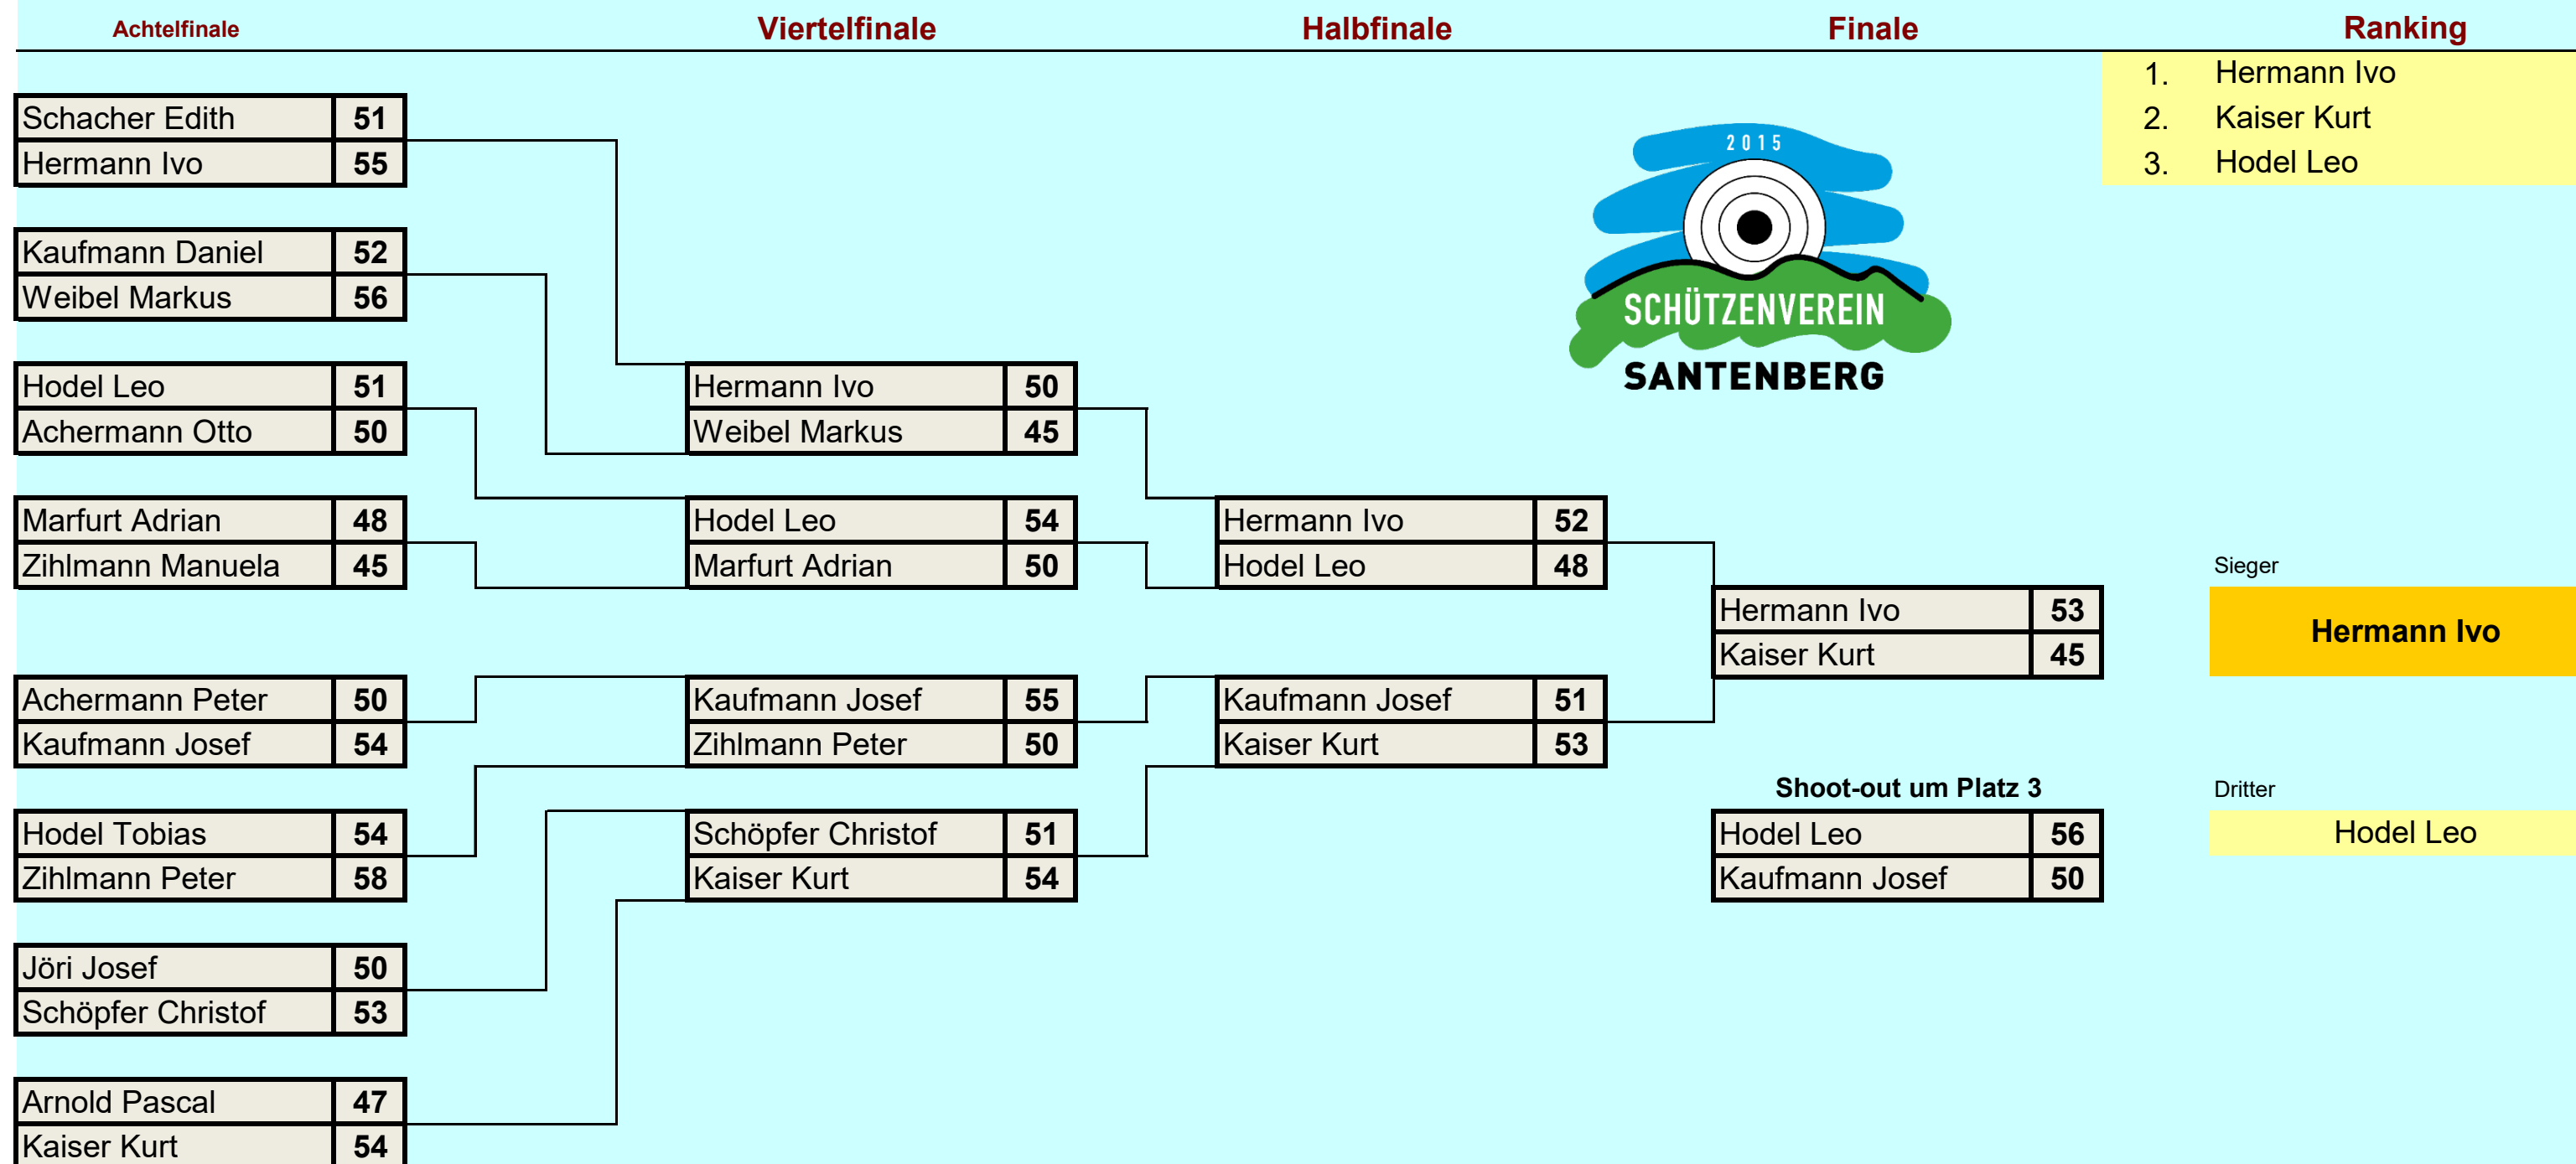 Achtelfinale Viertelfinale Halbfinale Finale Ranking
1. Hermann Ivo
2. Kaiser Kurt
3. Hodel Leo
Schacher Edith 51
Hermann Ivo 55
Kaufmann Daniel 52
Weibel Markus 56
Hodel Leo 51
Achermann Otto 50
Marfurt Adrian 48
Zihlmann Manuela 45
Achermann Peter 50
Kaufmann Josef 54
Hodel Tobias 54
Zihlmann Peter 58
Jöri Josef 50
Schöpfer Christof 53
Arnold Pascal 47
Kaiser Kurt 54
Hermann Ivo 50
Weibel Markus 45
Hodel Leo 54
Marfurt Adrian 50
Kaufmann Josef 55
Zihlmann Peter 50
Schöpfer Christof 51
Kaiser Kurt 54
Hermann Ivo 52
Hodel Leo 48
Kaufmann Josef 51
Kaiser Kurt 53
2015
SCHÜTZENVEREIN
SANTENBERG
Hermann Ivo 53
Kaiser Kurt 45
Shoot-out um Platz 3
Hodel Leo 56
Kaufmann Josef 50
Sieger
Hermann Ivo
Dritter
Hodel Leo